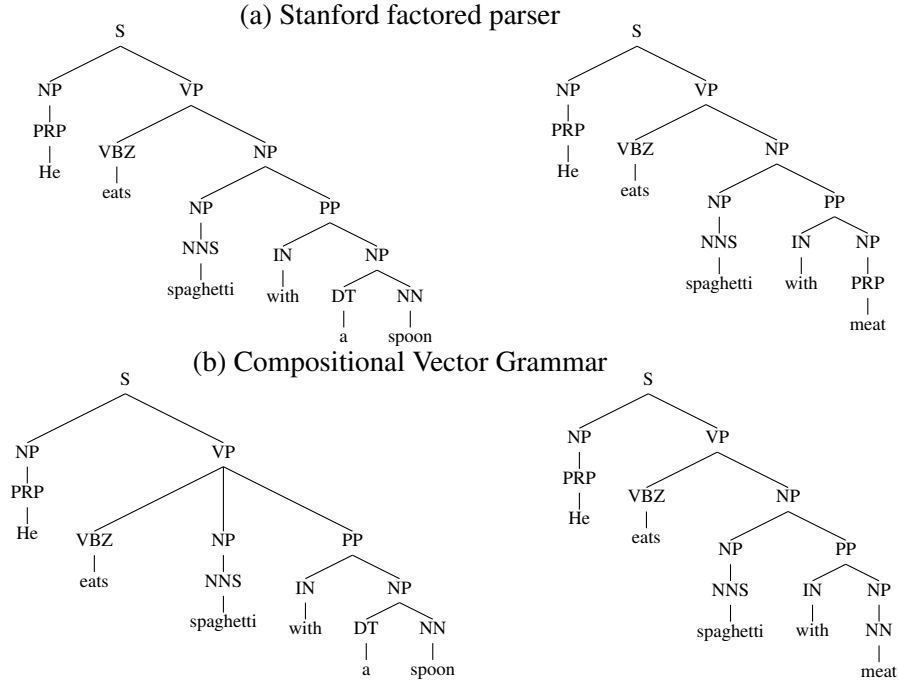 (a) Stanford factored parser
S
NP VP
PRP
He
VBZ NP
eats
NP PP
NNS
spaghetti
IN NP
with
DT NN
a spoon
S
NP VP
PRP
He
VBZ NP
eats
NP PP
NNS
spaghetti
IN NP
with
PRP
meat
(b) Compositional Vector Grammar
S
NP VP
PRP
He
VBZ NP PP
eats
NNS
spaghetti
IN NP
with
DT NN
a spoon
S
NP VP
PRP
He
VBZ NP
eats
NP PP
NNS
spaghetti
IN NP
with
NN
meat